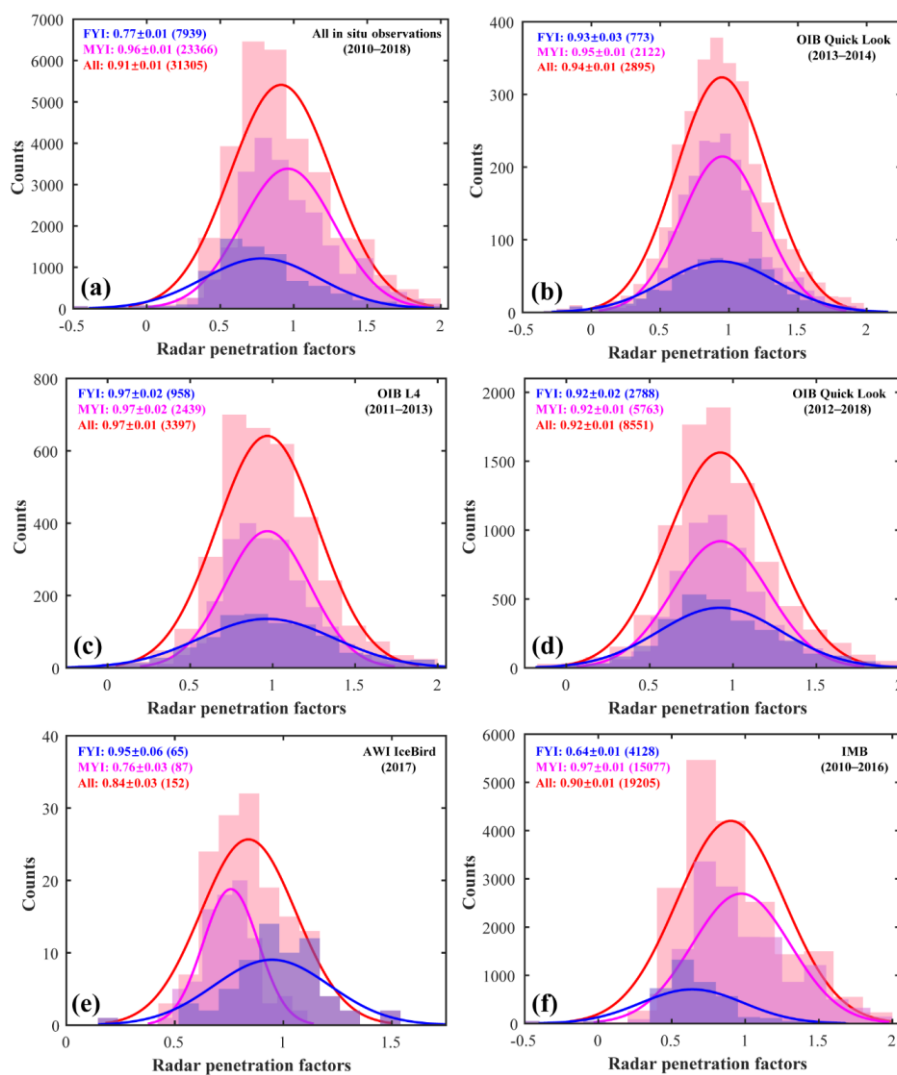 FYI: 0.77±0.01 (7939)
MYI: 0.96±0.01 (23366)
All: 0.91±0.01 (31305)
All in situ observations
(2010–2018)
7000
6000
5000
4000
3000
2000
1000
0
Counts
(a)
-0.5 0 0.5 1 1.5 2
Radar penetration factors
FYI: 0.93±0.03 (773)
MYI: 0.95±0.01 (2122)
All: 0.94±0.01 (2895)
OIB Quick Look
(2013–2014)
400
300
200
100
0
Counts
(b)
-0.5 0 0.5 1 1.5 2
Radar penetration factors
FYI: 0.97±0.02 (958)
MYI: 0.97±0.02 (2439)
All: 0.97±0.01 (3397)
OIB L4
(2011–2013)
800
600
400
200
0
Counts
(c)
0 0.5 1 1.5 2
Radar penetration factors
FYI: 0.92±0.02 (2788)
MYI: 0.92±0.01 (5763)
All: 0.92±0.01 (8551)
OIB Quick Look
(2012–2018)
2000
1500
1000
500
0
Counts
(d)
0 0.5 1 1.5 2
Radar penetration factors
FYI: 0.95±0.06 (65)
MYI: 0.76±0.03 (87)
All: 0.84±0.03 (152)
AWI IceBird
(2017)
40
30
20
10
0
Counts
(e)
0 0.5 1 1.5
Radar penetration factors
FYI: 0.64±0.01 (4128)
MYI: 0.97±0.01 (15077)
All: 0.90±0.01 (19205)
IMB
(2010–2016)
6000
5000
4000
3000
2000
1000
0
Counts
(f)
-0.5 0 0.5 1 1.5 2
Radar penetration factors